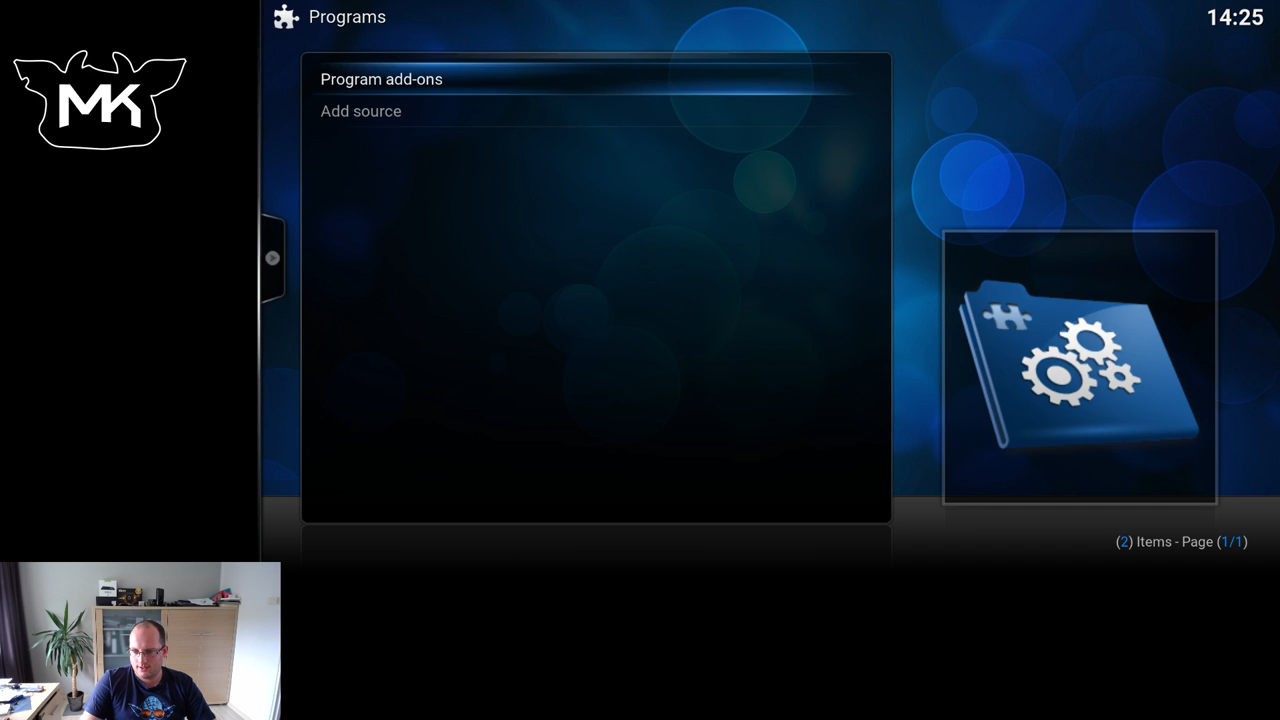 Programs
14:25
MK
Program add-ons
Add source
(2) Items - Page (1/1)